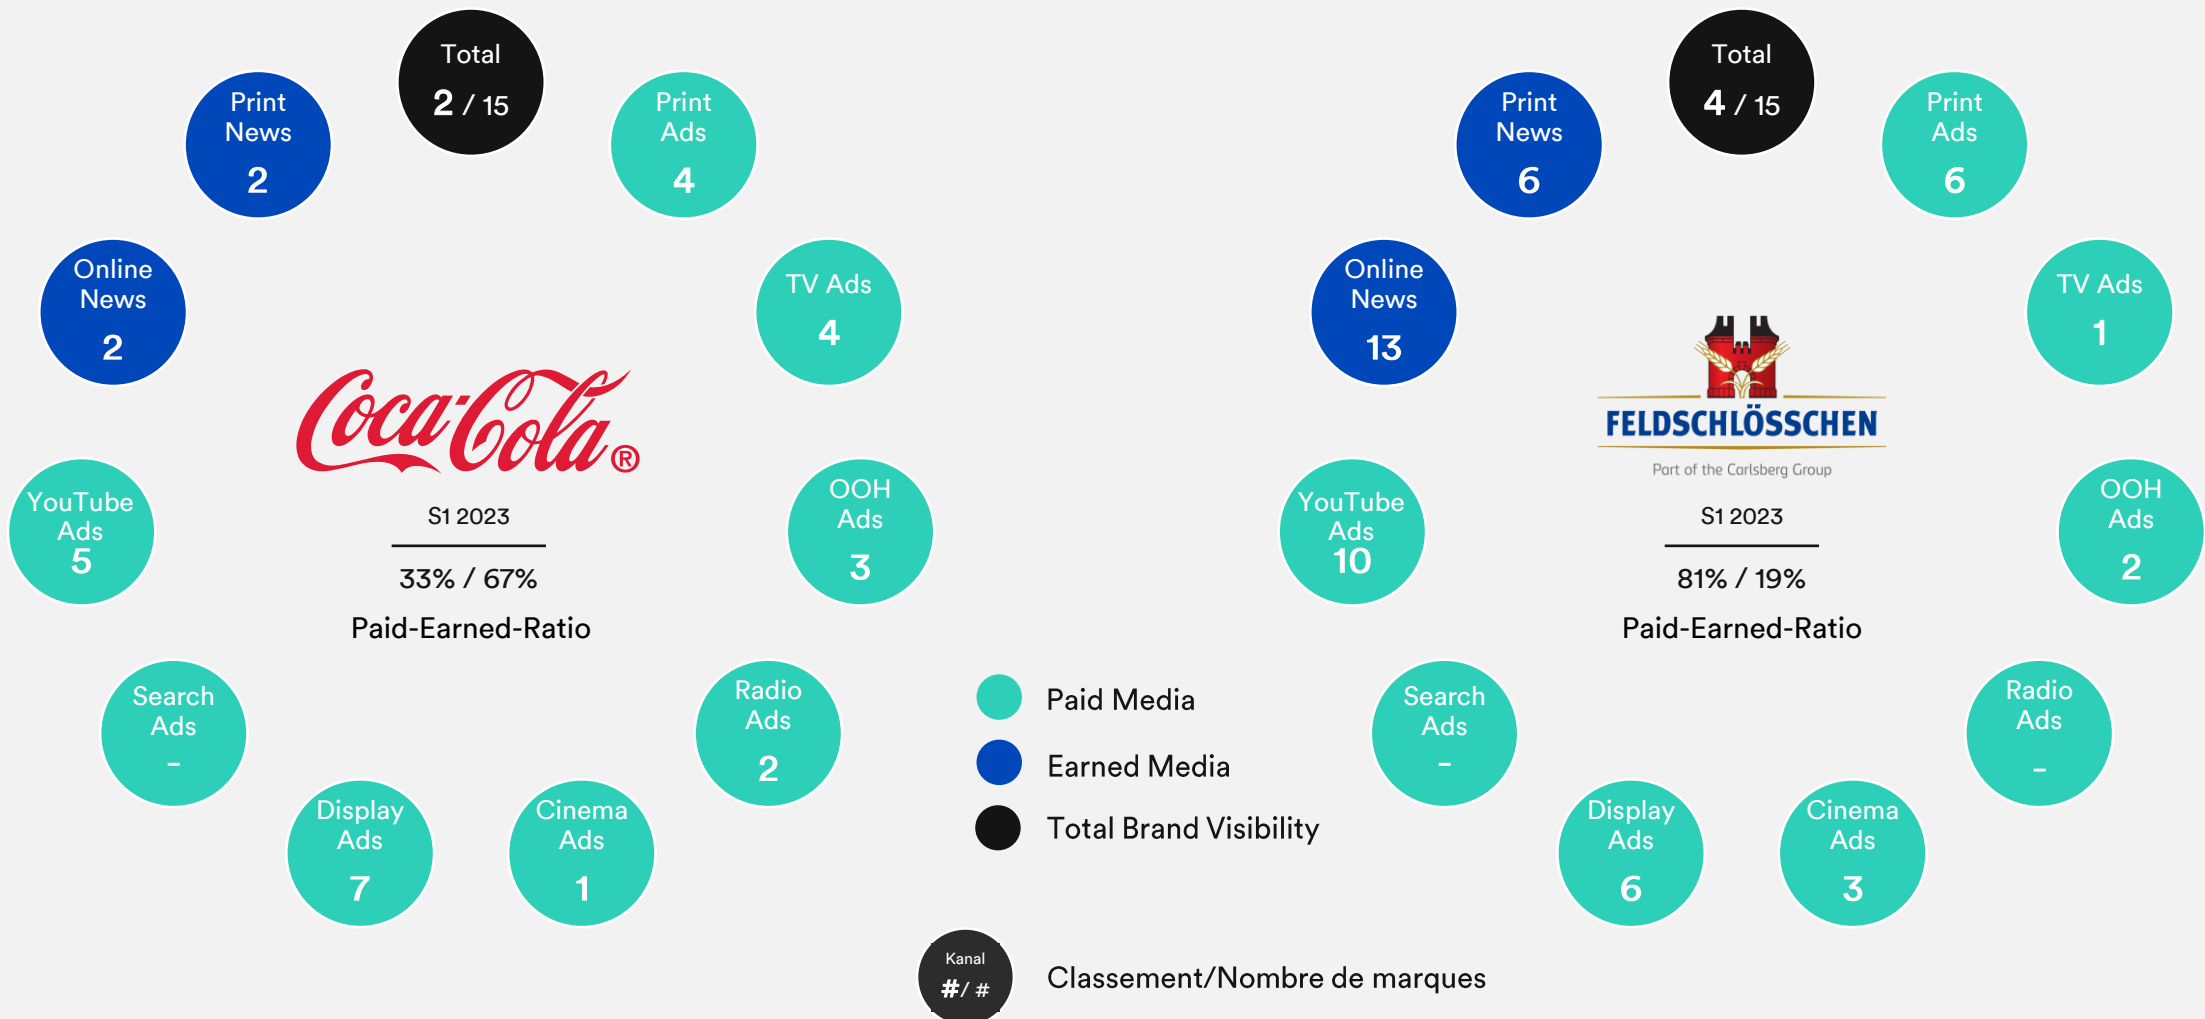 Total
2 / 15
Print
News
2
Print
Ads
4
Online
News
2
TV Ads
4
Coca-Cola®
YouTube
Ads
5
S1 2023
33% / 67%
Paid-Earned-Ratio
OOH
Ads
3
Search
Ads
-
Radio
Ads
2
Display
Ads
7
Cinema
Ads
1
Total
4 / 15
Print
News
6
Print
Ads
6
Online
News
13
TV Ads
1
FELDSCHLÖSSCHEN
Part of the Carlsberg Group
YouTube
Ads
10
S1 2023
81% / 19%
Paid-Earned-Ratio
OOH
Ads
2
Search
Ads
-
Radio
Ads
-
Display
Ads
6
Cinema
Ads
3
Paid Media
Earned Media
Total Brand Visibility
Kanal
#/ #
Classement/Nombre de marques